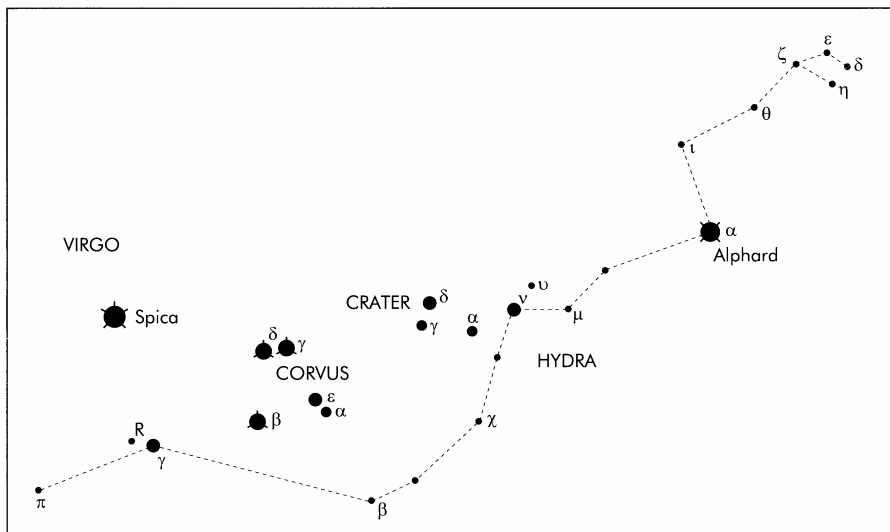 ε
ζ
δ
η
θ
ι
α
Alphard
VIRGO
Spica
CRATER
δ
γ
α
ν
υ
μ
HYDRA
δ
γ
CORVUS
ε
α
β
χ
R
γ
π
β